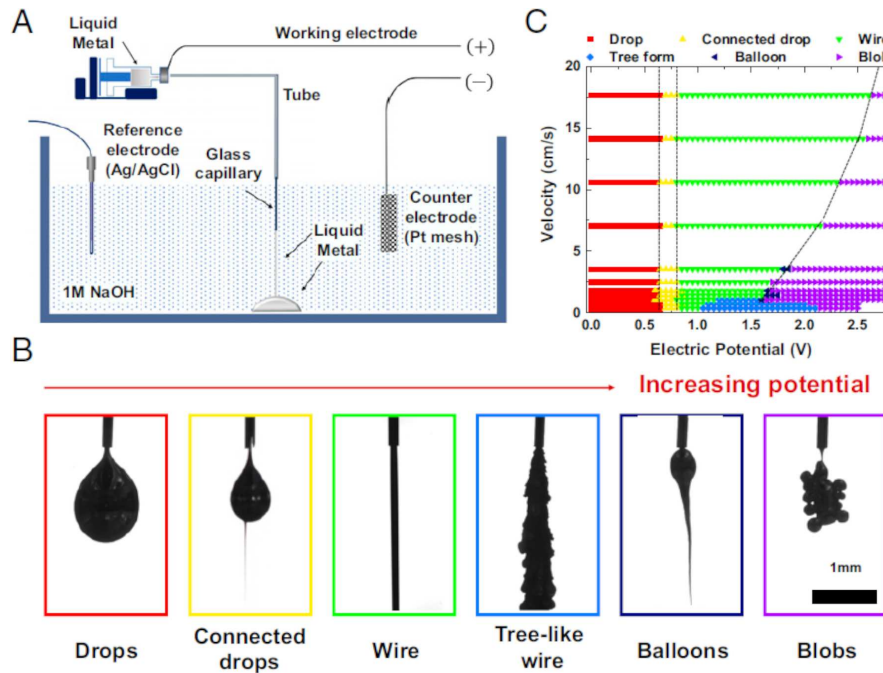 A
Liquid
Metal
Working electrode
(+)
(−)
Tube
Reference
electrode
(Ag/AgCl)
Glass
capillary
Counter
electrode
(Pt mesh)
Liquid
Metal
1M NaOH
C
Drop
Connected drop
Wire
Tree form
Balloon
Blob
Velocity (cm/s)
20
15
10
5
0
0.0
0.5
1.0
1.5
2.0
2.5
Electric Potential (V)
B
Increasing potential
1mm
Drops
Connected
drops
Wire
Tree-like
wire
Balloons
Blobs